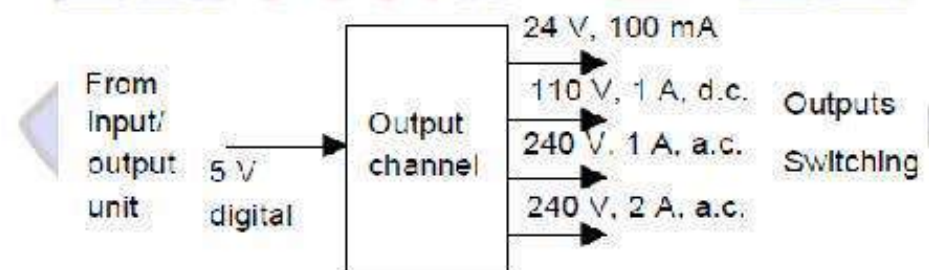 From
Input/
output
unit
5 V
digital
Output
channel
24 V, 100 mA
110 V, 1 A, d.c.
240 V, 1 A, a.c.
240 V, 2 A, a.c.
Outputs
Switching